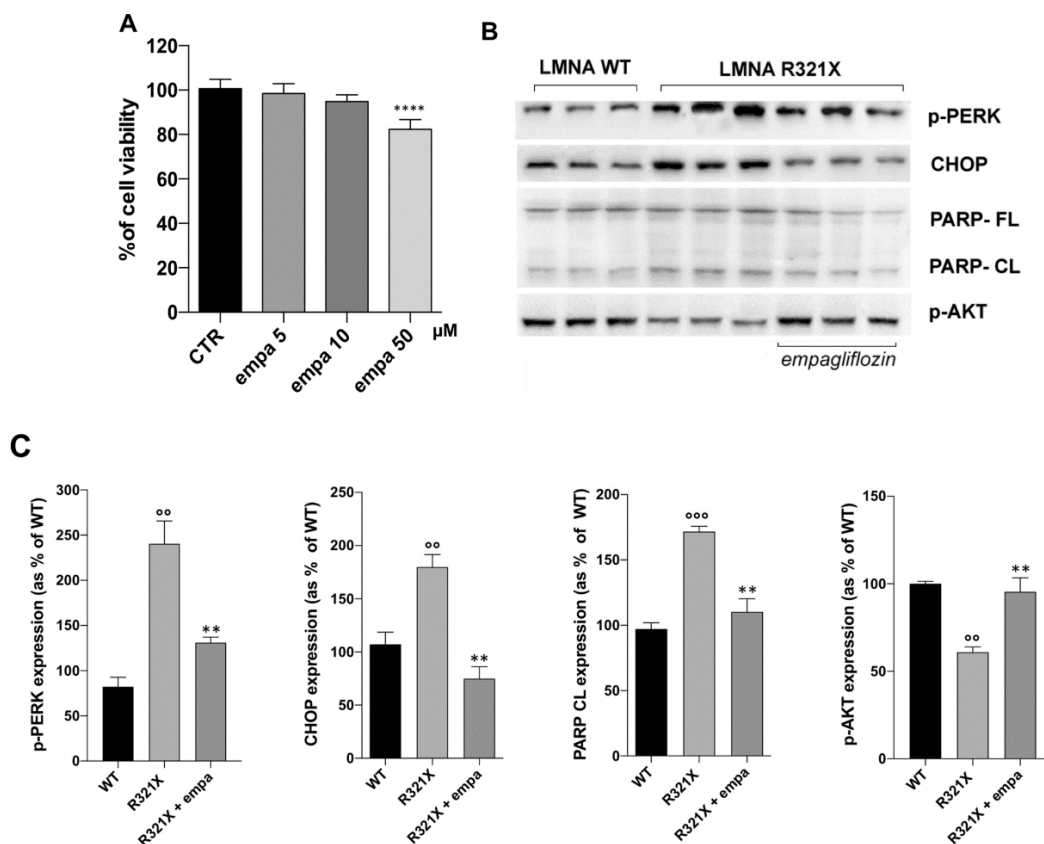 A
% of cell viability
120
100
80
60
40
20
0
****
CTR
empa 5
empa 10
empa 50
µM
B
LMNA WT
LMNA R321X
p-PERK
CHOP
PARP- FL
PARP- CL
p-AKT
empagliflozin
C
p-PERK expression (as % of WT)
300
250
200
150
100
50
0
°°
**
WT
R321X
R321X + empa
CHOP expression (as % of WT)
250
200
150
100
50
0
°°
**
WT
R321X
R321X + empa
PARP CL expression (as % of WT)
200
150
100
50
0
°°°
**
WT
R321X
R321X + empa
p-AKT expression (as % of WT)
150
100
50
0
°°
**
WT
R321X
R321X + empa